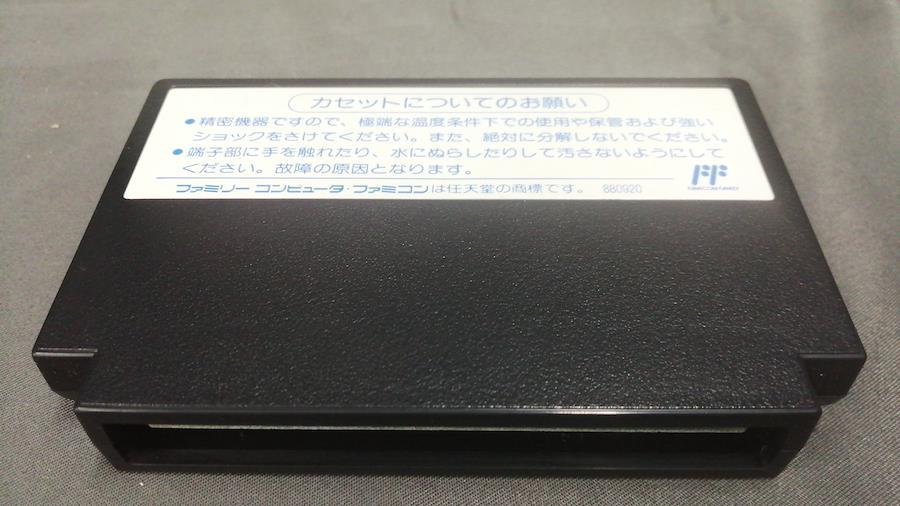 カセットについてのお願い
●精密機器ですので、極端な温度条件下での使用や保管および強い
ショックをさけてください。また、絶対に分解しないでください。
●端子部に手を触れたり、水にぬらしたりして汚さないようにして
ください。故障の原因となります。
ファミリー コンピュータ・ファミコンは任天堂の商標です。 880920